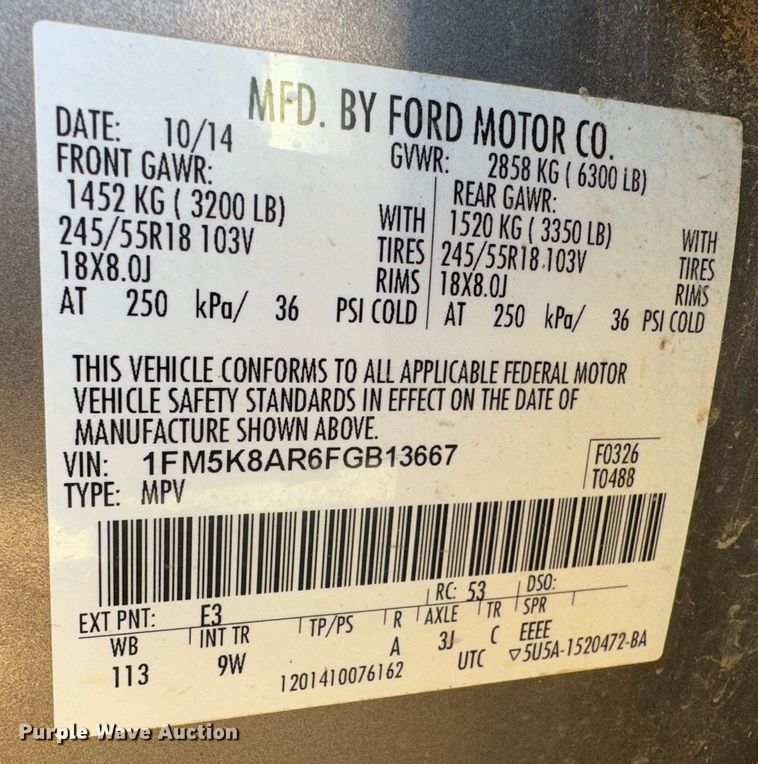 MFD. BY FORD MOTOR CO.
DATE: 10/14
GVWR: 2858 KG ( 6300 LB)
FRONT GAWR:
1452 KG ( 3200 LB) WITH
245/55R18 103V TIRES
18X8.0J RIMS
AT 250 kPa/ 36 PSI COLD
REAR GAWR:
1520 KG ( 3350 LB) WITH
245/55R18 103V TIRES
18X8.0J RIMS
AT 250 kPa/ 36 PSI COLD
THIS VEHICLE CONFORMS TO ALL APPLICABLE FEDERAL MOTOR
VEHICLE SAFETY STANDARDS IN EFFECT ON THE DATE OF
MANUFACTURE SHOWN ABOVE.
VIN: 1FM5K8AR6FGB13667
F0326
TYPE: MPV
T0488
EXT PNT: E3 RC: 53 DSO:
WB INT TR TP/PS R AXLE TR SPR
113 9W A 3J C EEEE
1201410076162 UTC ▽5U5A-1520472-BA
Purple Wave Auction